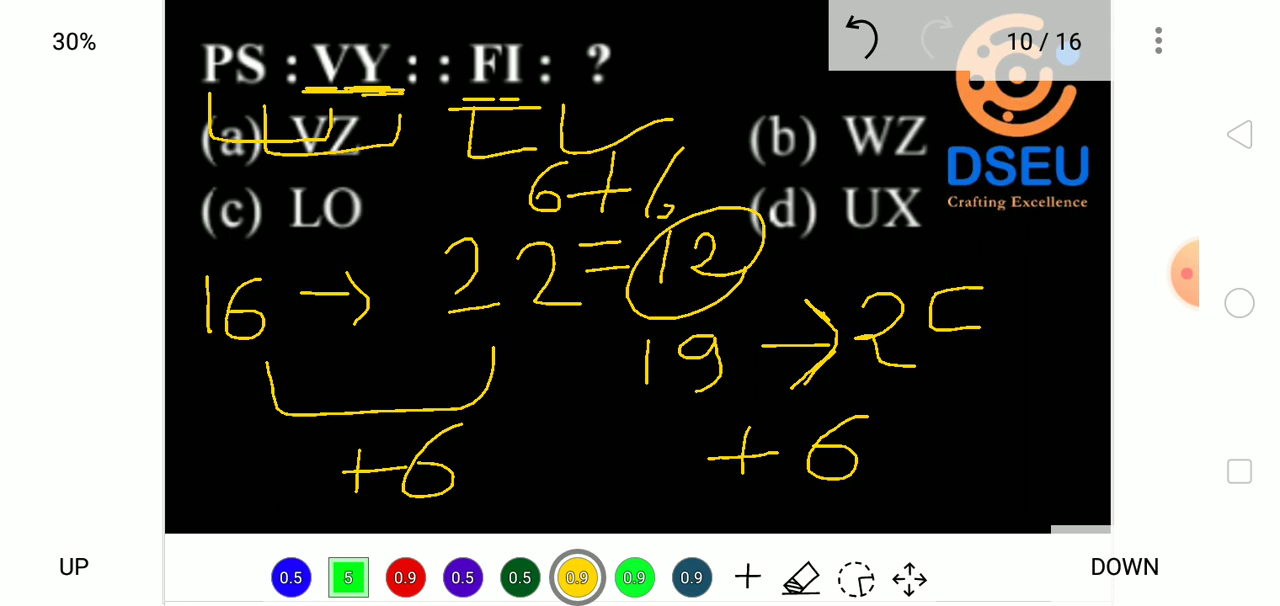 30%
10 / 16
PS : VY : : FI : ?
(a) VZ (b) WZ
DSEU
Crafting Excellence
(c) LO (d) UX
6+6
22=12
16 → 19 → 25
+6 +6
UP DOWN
0.5 5 0.9 0.5 0.5 0.9 0.9 0.9